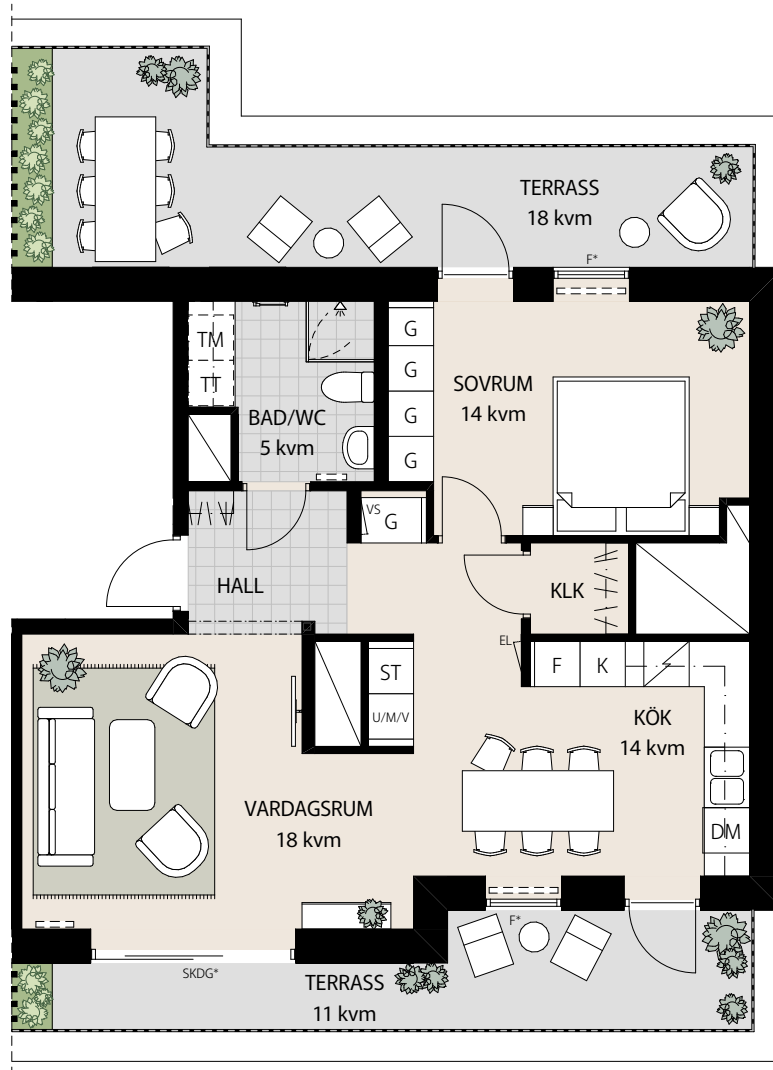 TERRASS
18 kvm
F*
TM
TT
BAD/WC
5 kvm
G
G
G
G
SOVRUM
14 kvm
VS
G
HALL
KLK
EL
ST
U/M/V
F
K
KÖK
14 kvm
DM
VARDAGSRUM
18 kvm
F*
SKDG*
TERRASS
11 kvm